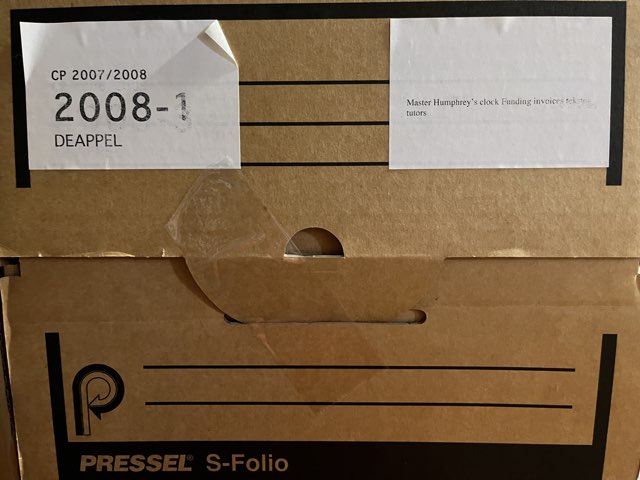 CP 2007/2008
2008-1
DEAPPEL
Master Humphrey's clock Funding invoices
tutors
PRESSEL® S-Folio